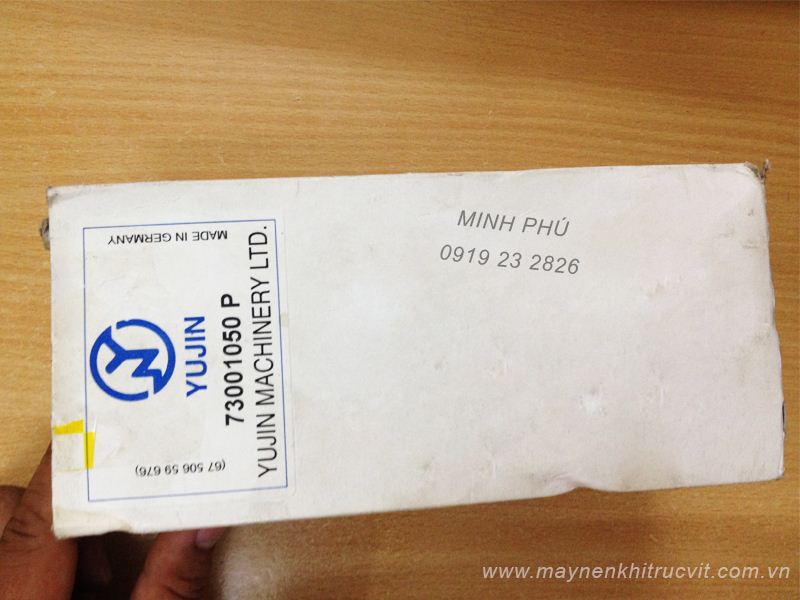 MADE IN GERMANY
YUJIN
73001050 P
YUJIN MACHINERY LTD.
(67 506 59 676)
MINH PHÚ
0919 23 2826
www.maynenkhitrucvit.com.vn